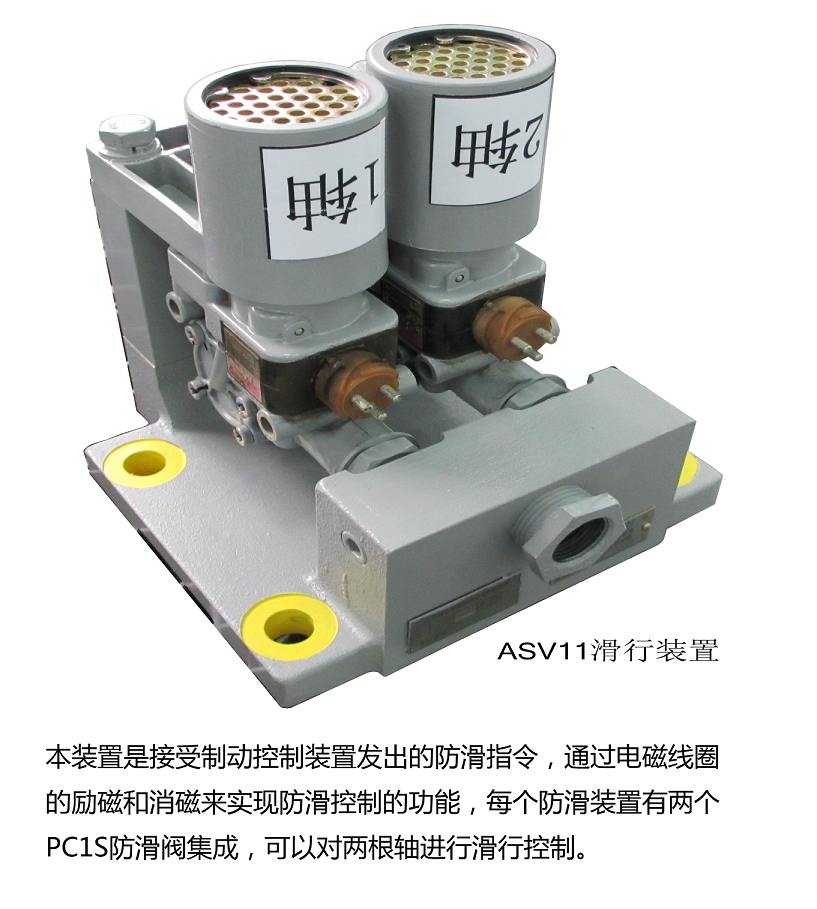 1轴
2轴
ASV11滑行装置
本装置是接受制动控制装置发出的防滑指令，通过电磁线圈
的励磁和消磁来实现防滑控制的功能，每个防滑装置有两个
PC1S防滑阀集成，可以对两根轴进行滑行控制。